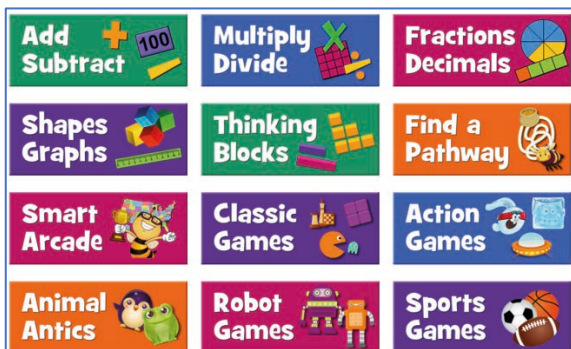 Add
Subtract
100
Multiply
Divide
Fractions
Decimals
Shapes
Graphs
Thinking
Blocks
Find a
Pathway
Smart
Arcade
Classic
Games
Action
Games
Animal
Antics
Robot
Games
Sports
Games